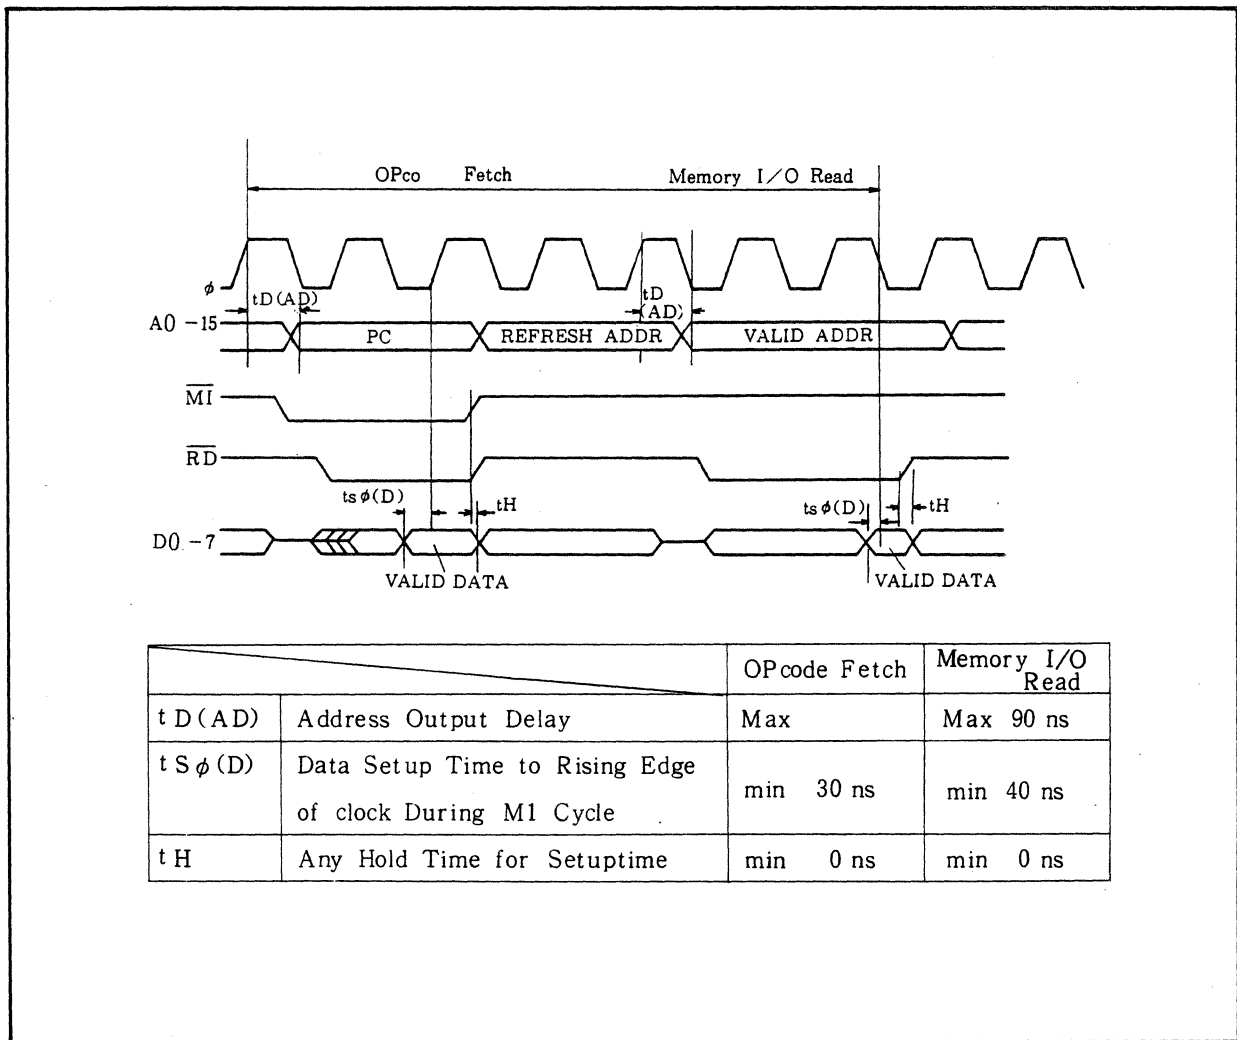 OPco Fetch Memory I/O Read
φ
tD(AD)
tD
(AD)
A0 -15
PC
REFRESH ADDR
VALID ADDR
MI
RD
ts φ(D)
tH
ts φ(D)
tH
D0.-7
VALID DATA
VALID DATA
OPcode Fetch
Memory I/O
Read
t D(AD) Address Output Delay Max Max 90 ns
t S φ(D) Data Setup Time to Rising Edge
of clock During M1 Cycle
min 30 ns min 40 ns
t H Any Hold Time for Setuptime min 0 ns min 0 ns